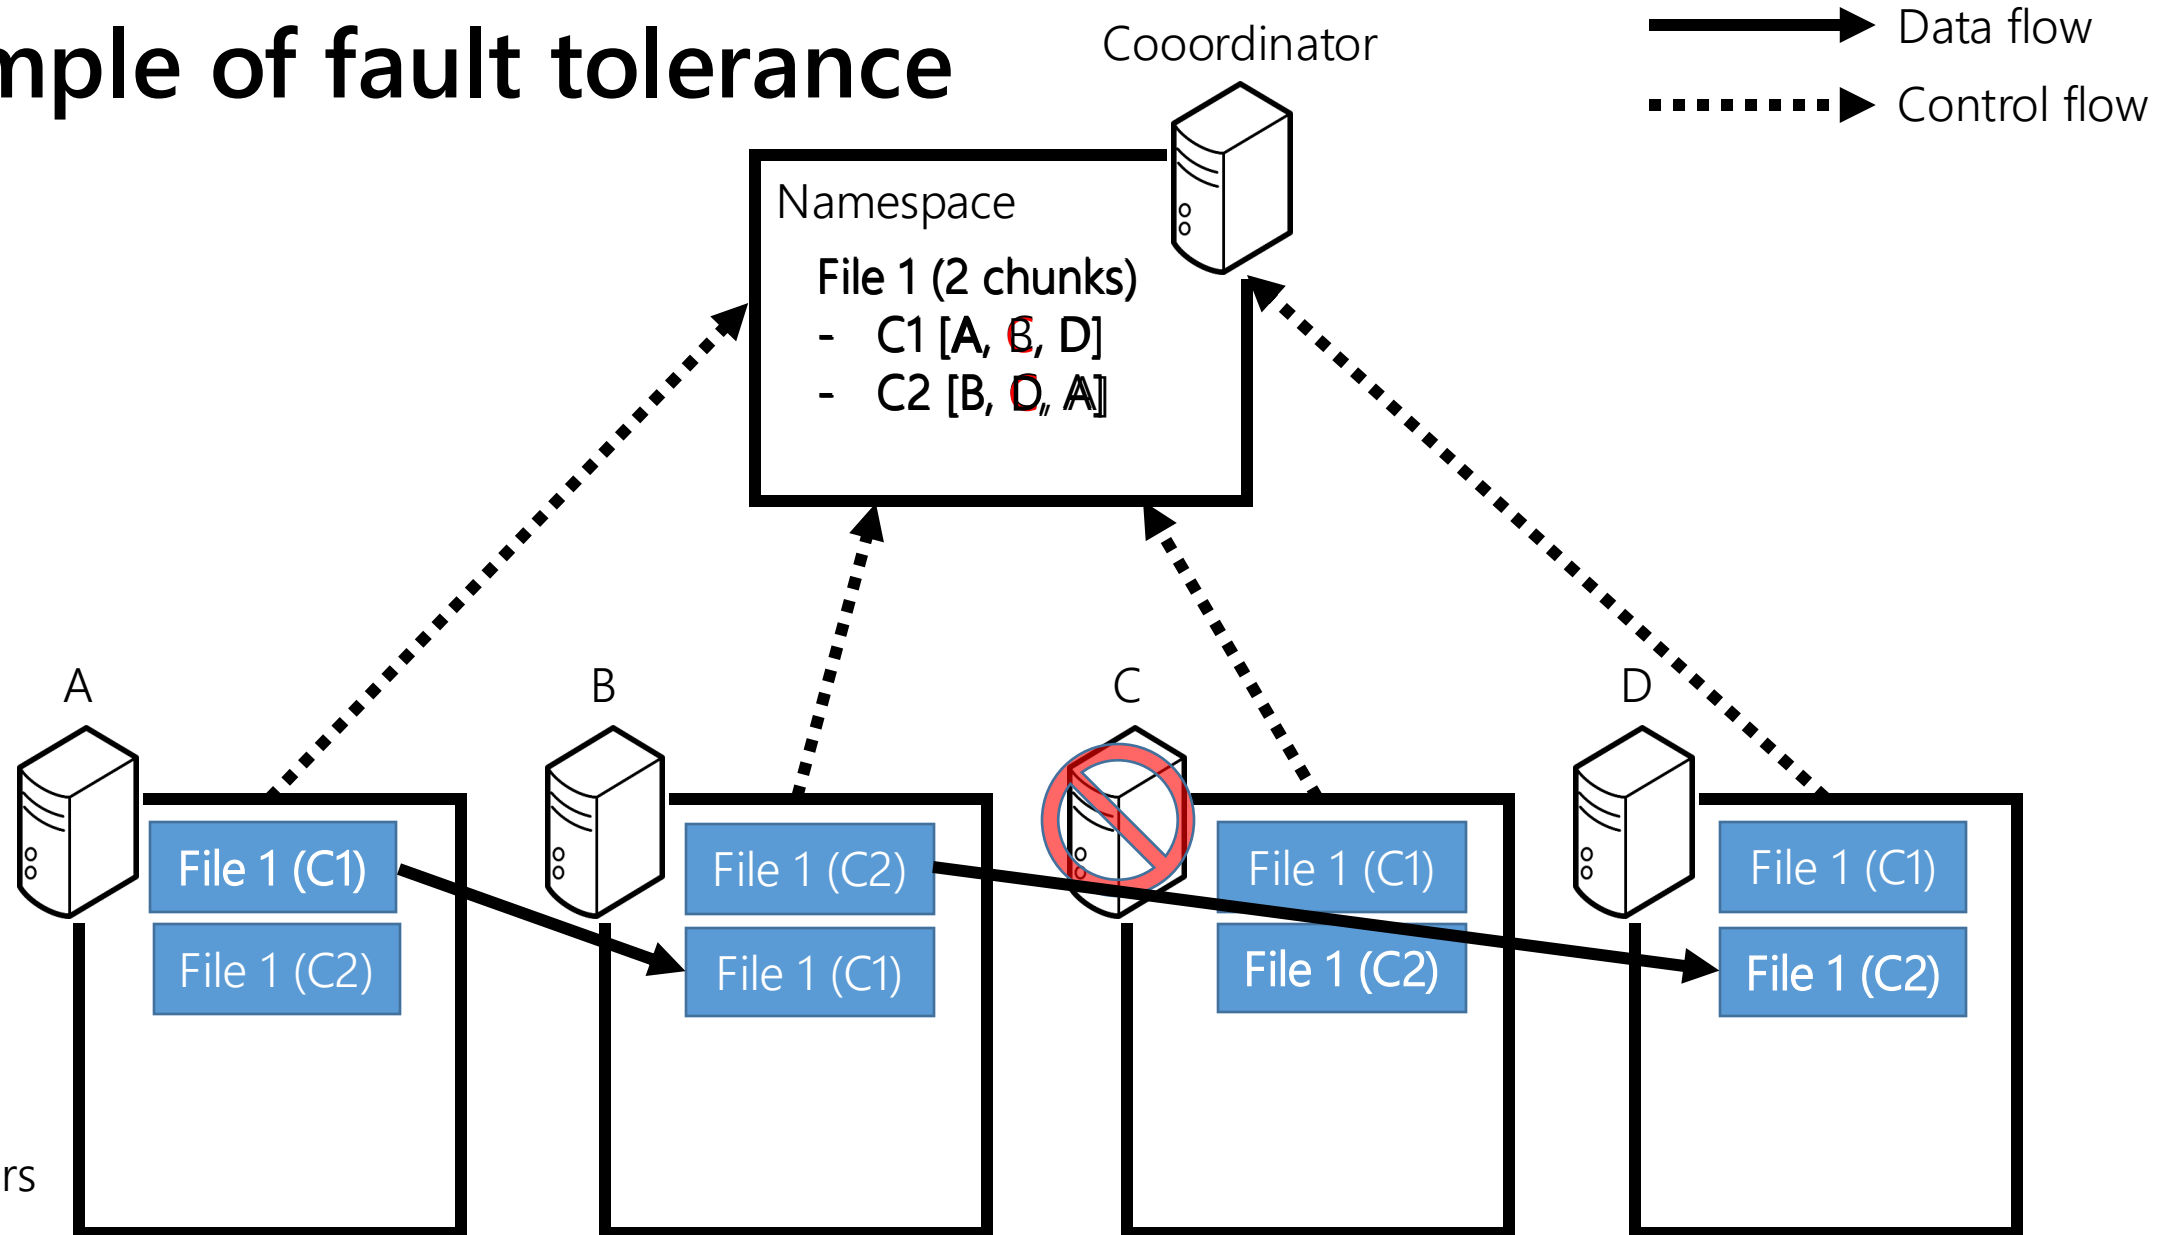 mple of fault tolerance
Cooordinator
Data flow
Control flow
Namespace
File 1 (2 chunks)
- C1 [A, B, D]
- C2 [B, D, A]
A
B
C
D
File 1 (C1)
File 1 (C2)
File 1 (C2)
File 1 (C1)
File 1 (C1)
File 1 (C2)
File 1 (C1)
File 1 (C2)
rs